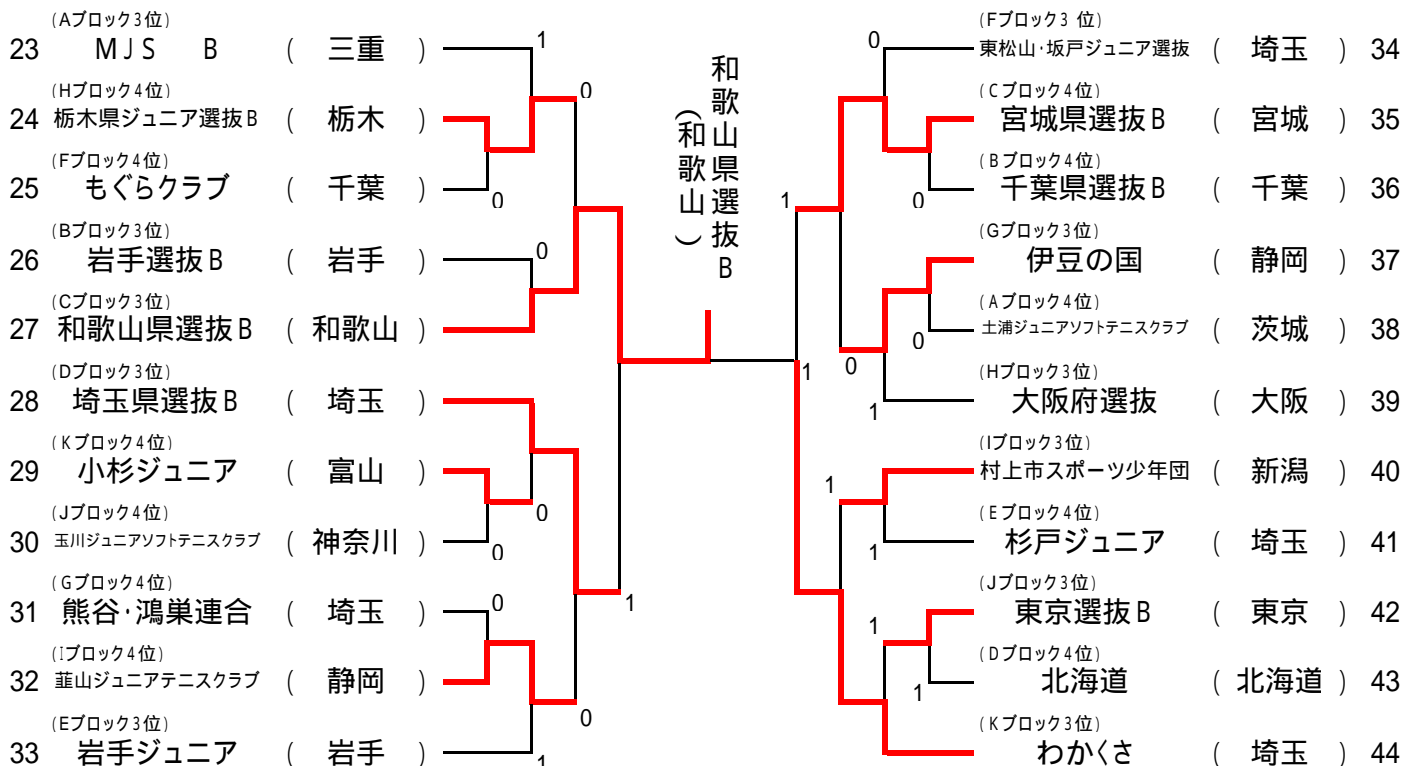 (Aブロック3位)
23 MJS B ( 三重 ) 1
(Hブロック4位) 0
24 栃木県ジュニア選抜B ( 栃木 )
(Fブロック4位)
25 もぐらクラブ ( 千葉 ) 0
(Bブロック3位)
26 岩手選抜B ( 岩手 ) 0
(Cブロック3位)
27 和歌山県選抜B ( 和歌山 )
(Dブロック3位)
28 埼玉県選抜B ( 埼玉 )
(Kブロック4位)
29 小杉ジュニア ( 富山 )
(Jブロック4位) 0
30 玉川ジュニアソフトテニスクラブ ( 神奈川 ) 0
(Gブロック4位)
31 熊谷・鴻巣連合 ( 埼玉 ) 0 1
(Iブロック4位)
32 韮山ジュニアテニスクラブ ( 静岡 )
(Eブロック3位) 0
33 岩手ジュニア ( 岩手 ) 1
和歌山県選抜B
(和歌山)
(Fブロック3位)
0 東松山・坂戸ジュニア選抜 ( 埼玉 ) 34
(Cブロック4位)
宮城県選抜B ( 宮城 ) 35
(Bブロック4位)
1 0 千葉県選抜B ( 千葉 ) 36
(Gブロック3位)
伊豆の国 ( 静岡 ) 37
(Aブロック4位)
0 土浦ジュニアソフトテニスクラブ ( 茨城 ) 38
1 0 (Hブロック3位)
1 大阪府選抜 ( 大阪 ) 39
(Iブロック3位)
1 村上市スポーツ少年団 ( 新潟 ) 40
(Eブロック4位)
1 杉戸ジュニア ( 埼玉 ) 41
(Jブロック3位)
1 東京選抜B ( 東京 ) 42
(Dブロック4位)
1 北海道 ( 北海道 ) 43
(Kブロック3位)
わかくさ ( 埼玉 ) 44